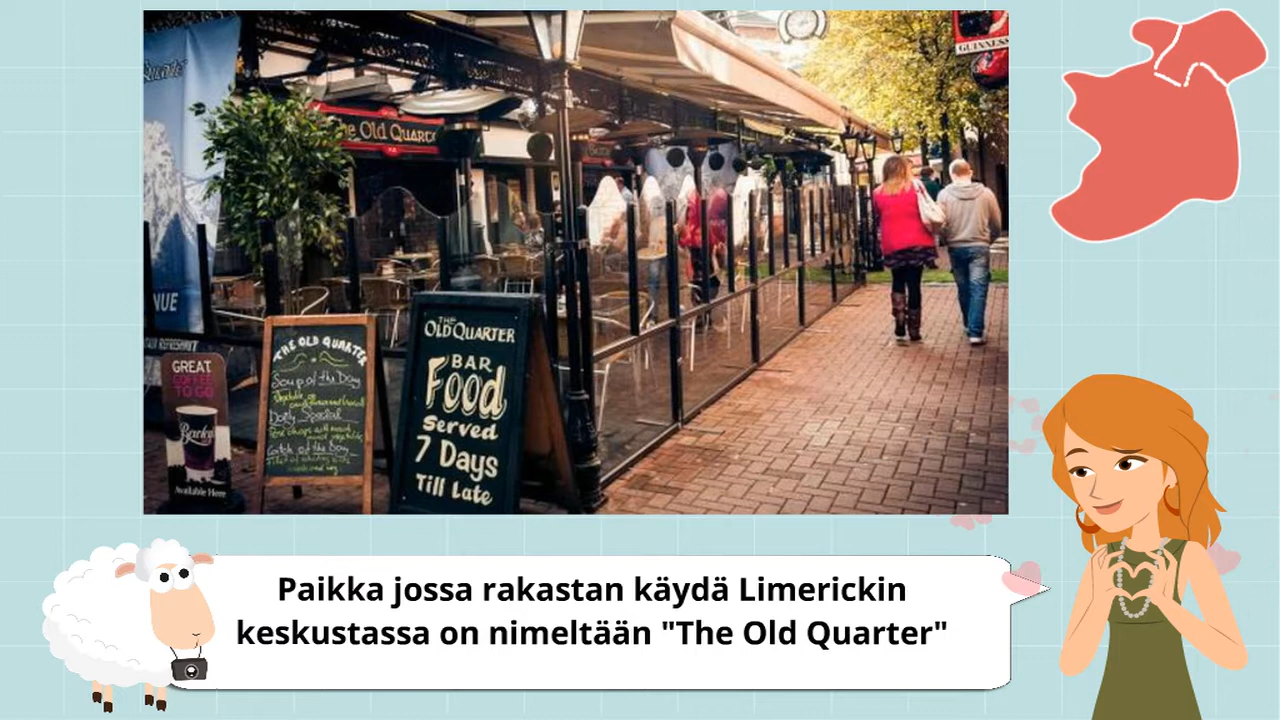 Quarter
GUINNESS
The Old Quarter
NUE
GREAT
COFFEE
TO GO
Available Here
THE OLD QUARTER
Soup of the Day
Daily Special
Catch of the Day
THE
OLD QUARTER
BAR
Food
Served
7 Days
Till Late
Paikka jossa rakastan käydä Limerickin
keskustassa on nimeltään "The Old Quarter"